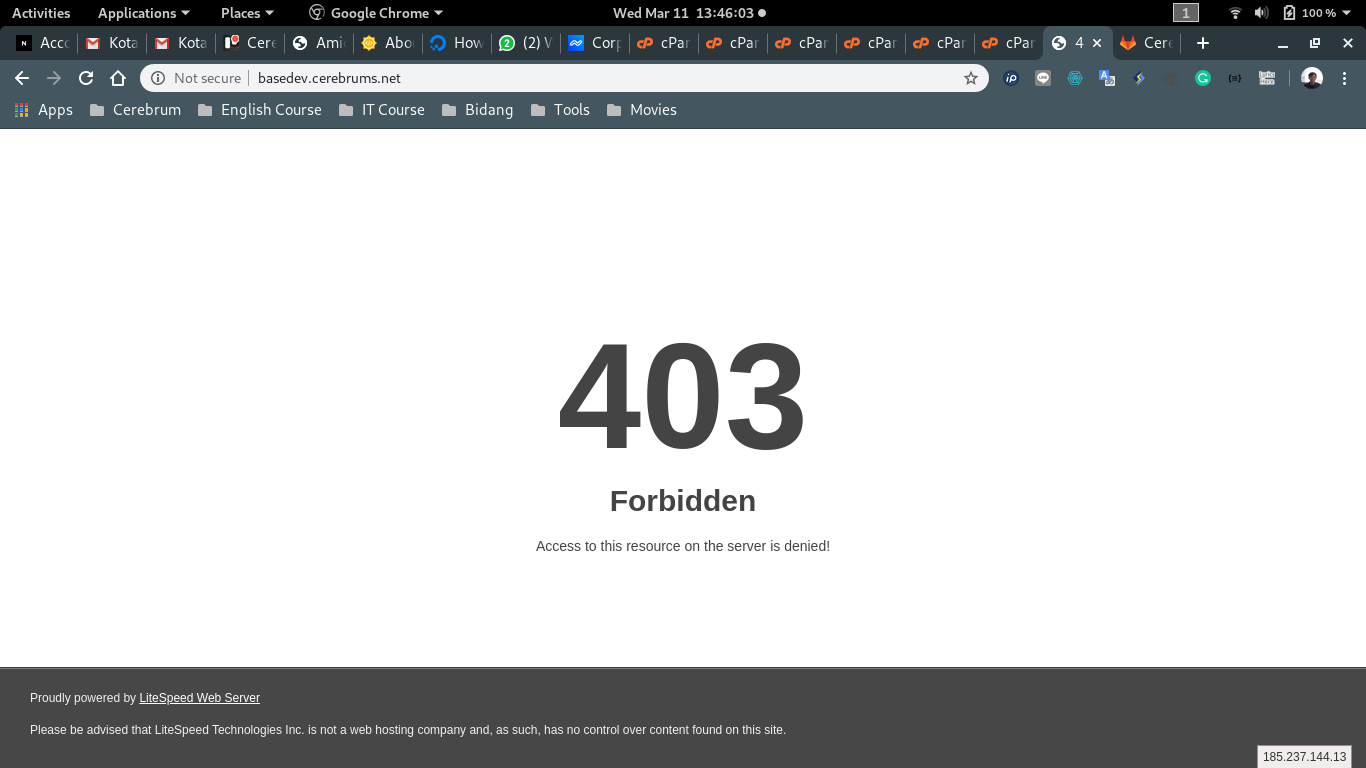 Activities Applications Places Google Chrome Wed Mar 11 13:46:03 1 100 %
Acco Kota Kota Cere Ami Abo How (2) W Corp cPar cPar cPar cPar cPar cPar 4 Cere
Not secure basedev.cerebrums.net
Apps Cerebrum English Course IT Course Bidang Tools Movies
403
Forbidden
Access to this resource on the server is denied!
Proudly powered by LiteSpeed Web Server
Please be advised that LiteSpeed Technologies Inc. is not a web hosting company and, as such, has no control over content found on this site.
185.237.144.13